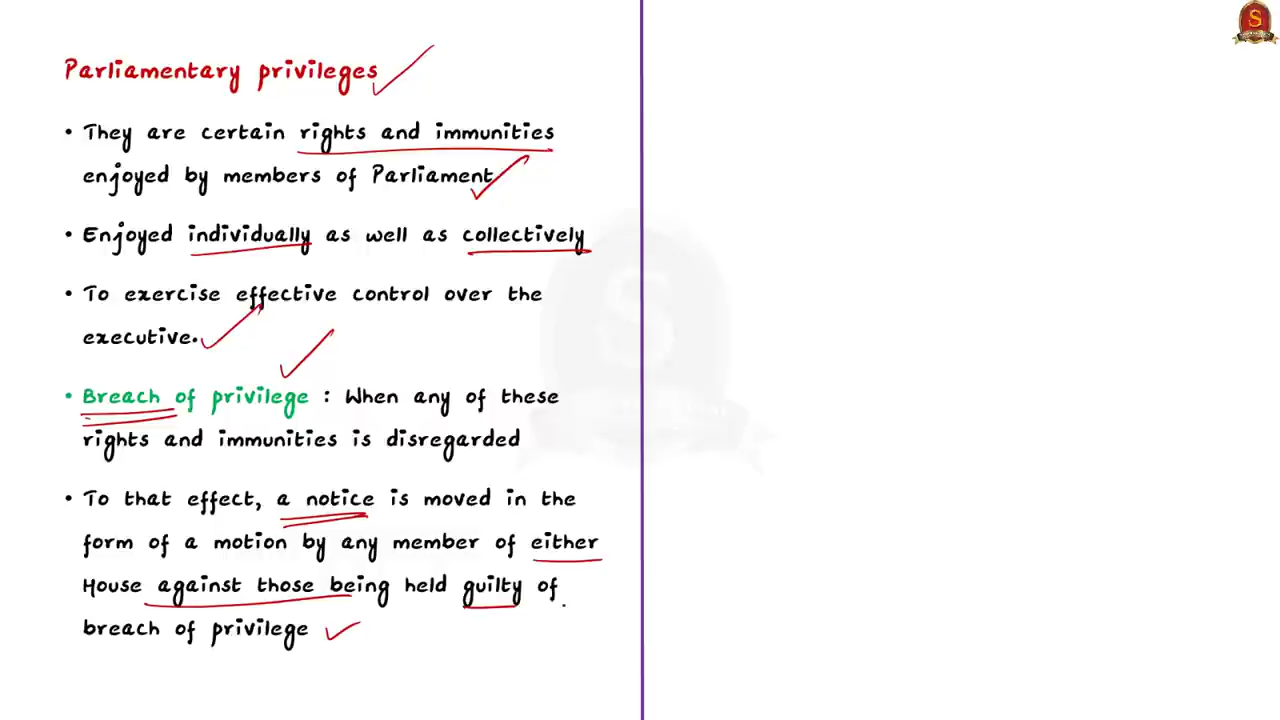 Parliamentary privileges
• They are certain rights and immunities
enjoyed by members of Parliament
• Enjoyed individually as well as collectively
• To exercise effective control over the
executive.
• Breach of privilege : When any of these
rights and immunities is disregarded
• To that effect, a notice is moved in the
form of a motion by any member of either
House against those being held guilty of
breach of privilege
S